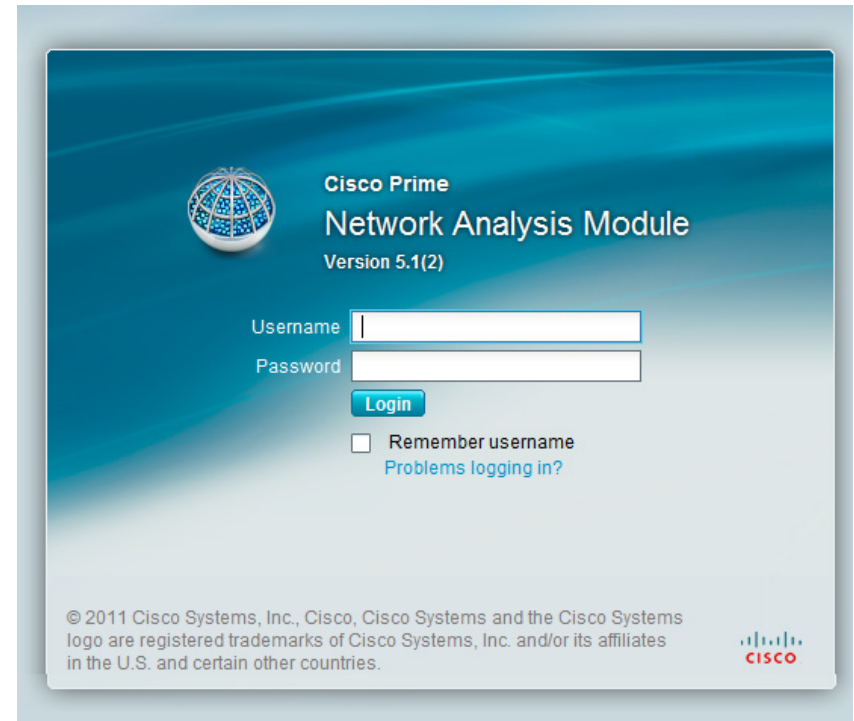 Cisco Prime
Network Analysis Module
Version 5.1(2)
Username
Password
Login
Remember username
Problems logging in?
© 2011 Cisco Systems, Inc., Cisco, Cisco Systems and the Cisco Systems
logo are registered trademarks of Cisco Systems, Inc. and/or its affiliates
in the U.S. and certain other countries.
CISCO